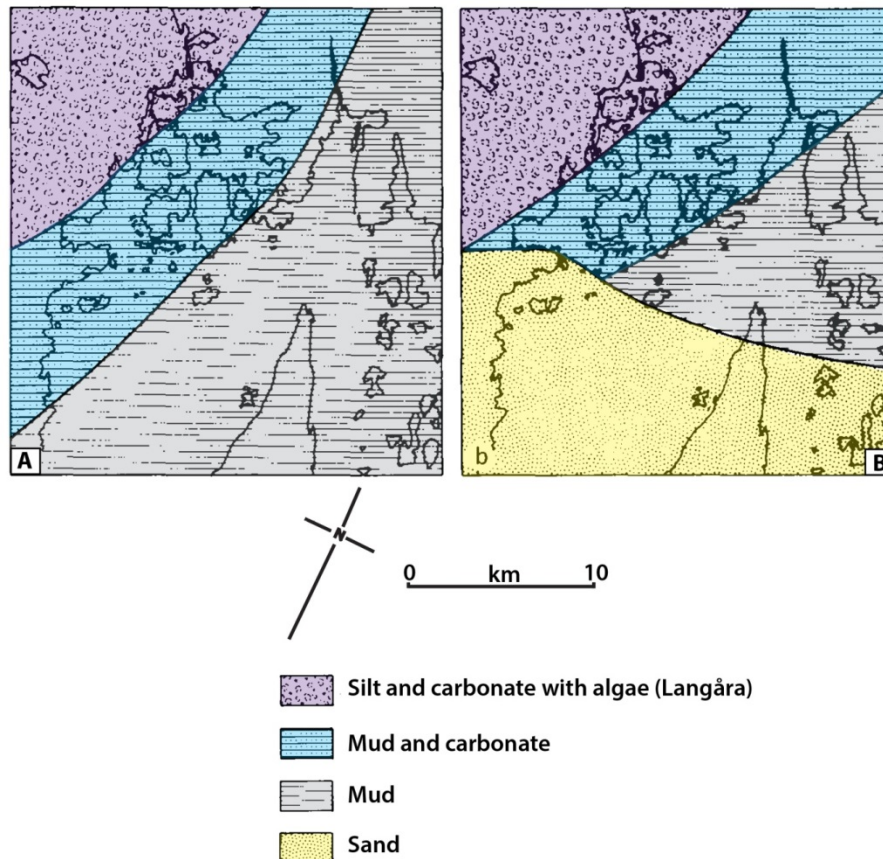 A
b
B
N
0 km 10
Silt and carbonate with algae (Langåra)
Mud and carbonate
Mud
Sand